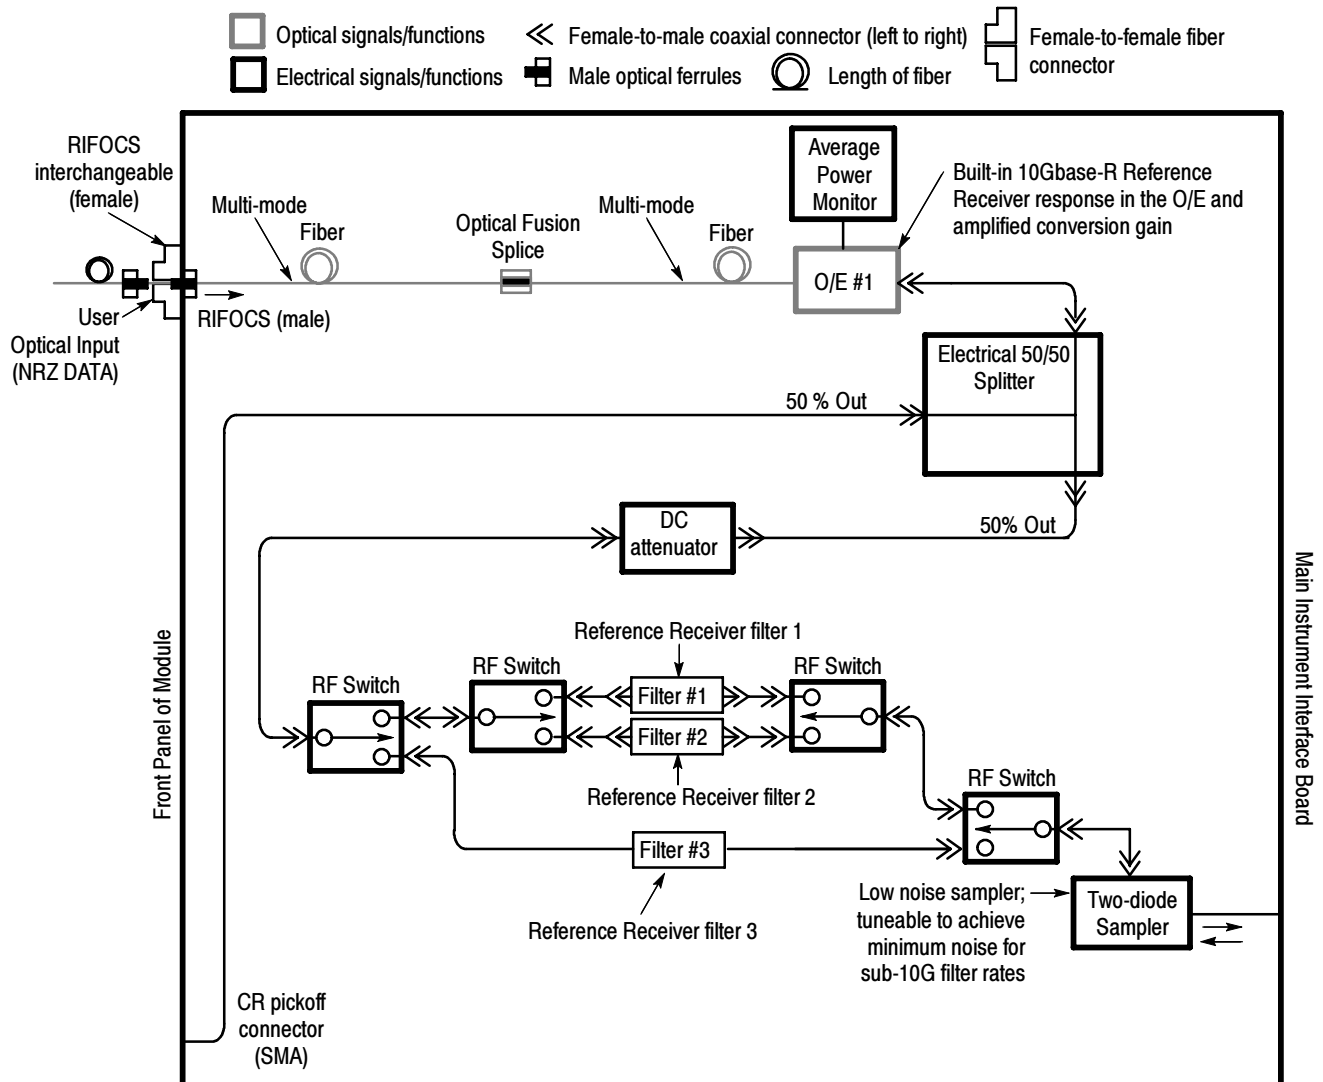 Optical signals/functions
Female-to-male coaxial connector (left to right)
Female-to-female fiber
connector
Electrical signals/functions
Male optical ferrules
Length of fiber
RIFOCS
interchangeable
(female)
Multi-mode
Fiber
Optical Fusion
Splice
Multi-mode
Fiber
Average
Power
Monitor
Built-in 10Gbase-R Reference
Receiver response in the O/E and
amplified conversion gain
O/E #1
User
Optical Input
(NRZ DATA)
RIFOCS (male)
Electrical 50/50
Splitter
50 % Out
DC
attenuator
50% Out
Front Panel of Module
Main Instrument Interface Board
Reference Receiver filter 1
RF Switch
RF Switch
RF Switch
Filter #1
Filter #2
Reference Receiver filter 2
RF Switch
Filter #3
Reference Receiver filter 3
Low noise sampler;
tuneable to achieve
minimum noise for
sub-10G filter rates
Two-diode
Sampler
CR pickoff
connector
(SMA)